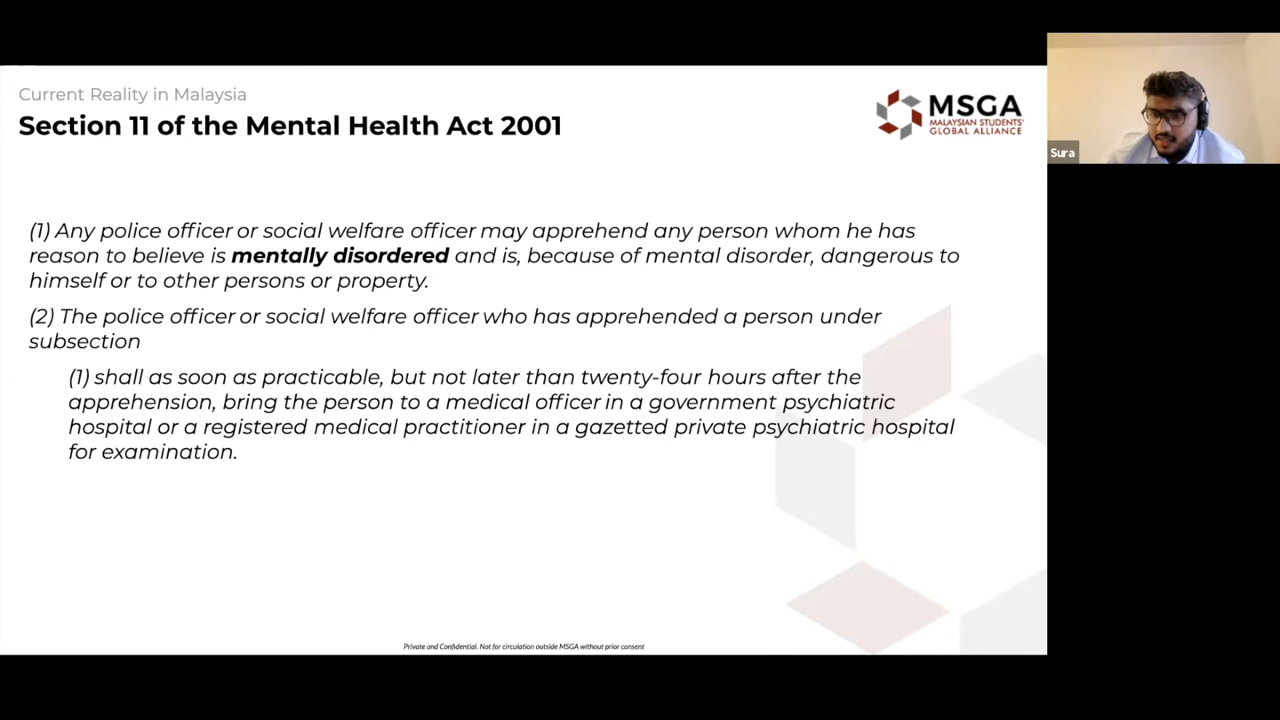 Current Reality in Malaysia
Section 11 of the Mental Health Act 2001
MSGA
MALAYSIAN STUDENTS'
GLOBAL ALLIANCE
Sura
(1) Any police officer or social welfare officer may apprehend any person whom he has
reason to believe is mentally disordered and is, because of mental disorder, dangerous to
himself or to other persons or property.
(2) The police officer or social welfare officer who has apprehended a person under
subsection
(1) shall as soon as practicable, but not later than twenty-four hours after the
apprehension, bring the person to a medical officer in a government psychiatric
hospital or a registered medical practitioner in a gazetted private psychiatric hospital
for examination.
Private and Confidential. Not for circulation outside MSGA without prior consent